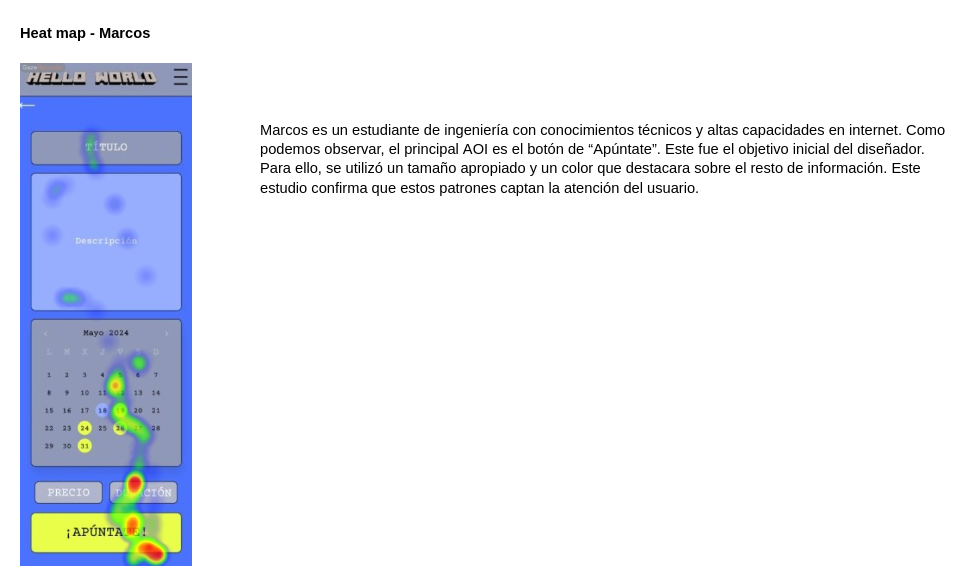 Heat map - Marcos
HELLO WORLD
TÍTULO
Descripción
Mayo 2024
L M X J V S D
1 2 3 4 5 6 7
8 9 10 11 12 13 14
15 16 17 18 19 20 21
22 23 24 25 26 27 28
29 30 31
PRECIO
¡APÚNTATE!
Marcos es un estudiante de ingeniería con conocimientos técnicos y altas capacidades en internet. Como
podemos observar, el principal AOI es el botón de “Apúntate”. Este fue el objetivo inicial del diseñador.
Para ello, se utilizó un tamaño apropiado y un color que destacara sobre el resto de información. Este
estudio confirma que estos patrones captan la atención del usuario.